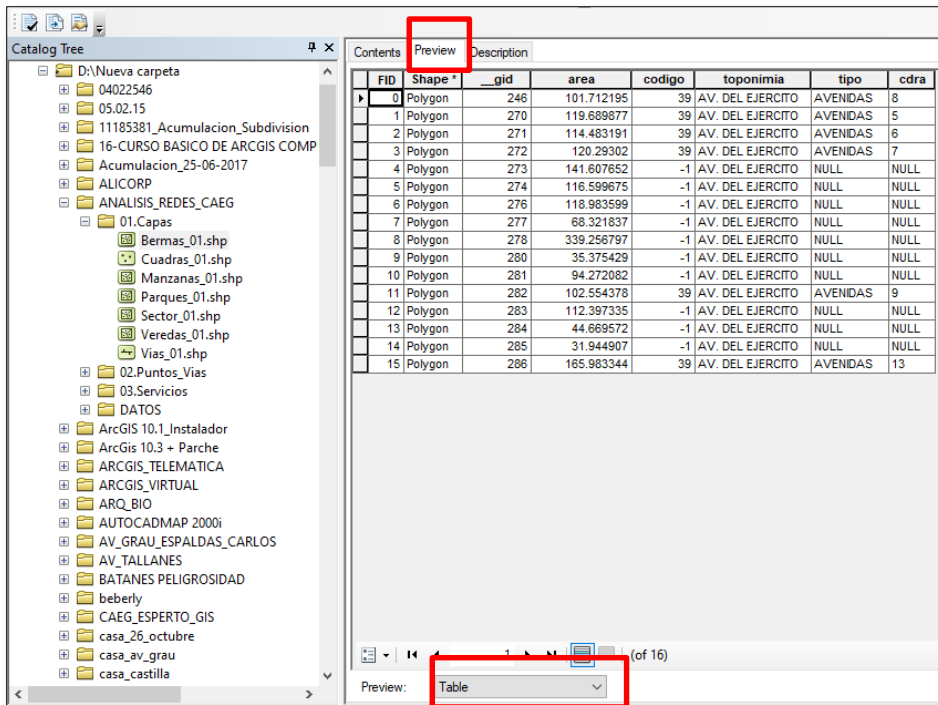 Catalog Tree
D:\Nueva carpeta
04022546
05.02.15
11185381_Acumulacion_Subdivision
16-CURSO BASICO DE ARCGIS COMP
Acumulacion_25-06-2017
ALICORP
ANALISIS_REDES_CAEG
01.Capas
Bermas_01.shp
Cuadras_01.shp
Manzanas_01.shp
Parques_01.shp
Sector_01.shp
Veredas_01.shp
Vias_01.shp
02.Puntos_Vias
03.Servicios
DATOS
ArcGIS 10.1_Instalador
ArcGis 10.3 + Parche
ARCGIS_TELEMATICA
ARCGIS_VIRTUAL
ARQ_BIO
AUTOCADMAP 2000i
AV_GRAU_ESPALDAS_CARLOS
AV_TALLANES
BATANES PELIGROSIDAD
beberly
CAEG_ESPERTO_GIS
casa_26_octubre
casa_av_grau
casa_castilla
Contents Preview Description
FID Shape * __gid area codigo toponimia tipo cdra
0 Polygon 246 101.712195 39 AV. DEL EJERCITO AVENIDAS 8
1 Polygon 270 119.689877 39 AV. DEL EJERCITO AVENIDAS 5
2 Polygon 271 114.483191 39 AV. DEL EJERCITO AVENIDAS 6
3 Polygon 272 120.29302 39 AV. DEL EJERCITO AVENIDAS 7
4 Polygon 273 141.607652 -1 AV. DEL EJERCITO NULL NULL
5 Polygon 274 116.599675 -1 AV. DEL EJERCITO NULL NULL
6 Polygon 276 118.983599 -1 AV. DEL EJERCITO NULL NULL
7 Polygon 277 68.321837 -1 AV. DEL EJERCITO NULL NULL
8 Polygon 278 339.256797 -1 AV. DEL EJERCITO NULL NULL
9 Polygon 280 35.375429 -1 AV. DEL EJERCITO NULL NULL
10 Polygon 281 94.272082 -1 AV. DEL EJERCITO NULL NULL
11 Polygon 282 102.554378 39 AV. DEL EJERCITO AVENIDAS 9
12 Polygon 283 112.397335 -1 AV. DEL EJERCITO NULL NULL
13 Polygon 284 44.669572 -1 AV. DEL EJERCITO NULL NULL
14 Polygon 285 31.944907 -1 AV. DEL EJERCITO NULL NULL
15 Polygon 286 165.983344 39 AV. DEL EJERCITO AVENIDAS 13
1 (of 16)
Preview: Table